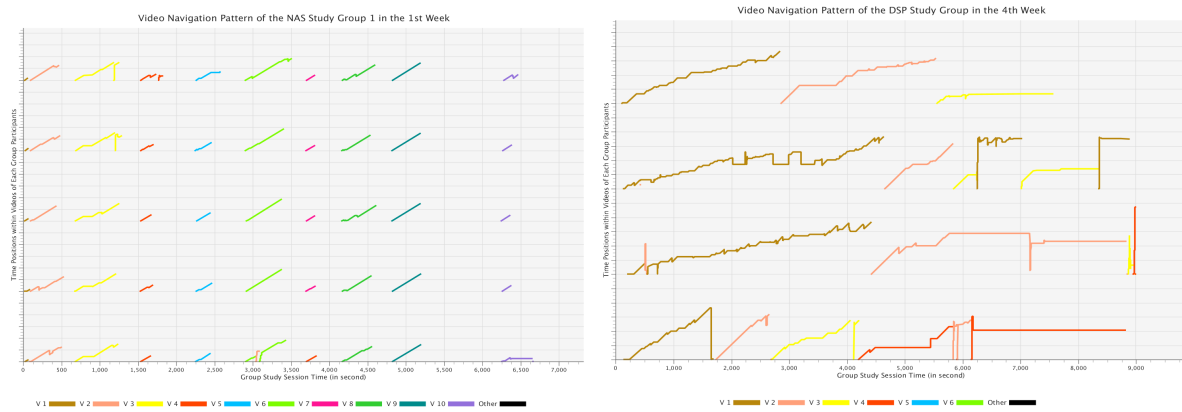 Video Navigation Pattern of the NAS Study Group 1 in the 1st Week
Time Positions within Videos of Each Group Participants
0 500 1,000 1,500 2,000 2,500 3,000 3,500 4,000 4,500 5,000 5,500 6,000 6,500 7,000
Group Study Session Time (in second)
V 1 V 2 V 3 V 4 V 5 V 6 V 7 V 8 V 9 V 10 Other
Video Navigation Pattern of the DSP Study Group in the 4th Week
Time Positions within Videos of Each Group Participants
0 1,000 2,000 3,000 4,000 5,000 6,000 7,000 8,000 9,000
Group Study Session Time (in second)
V 1 V 2 V 3 V 4 V 5 V 6 Other